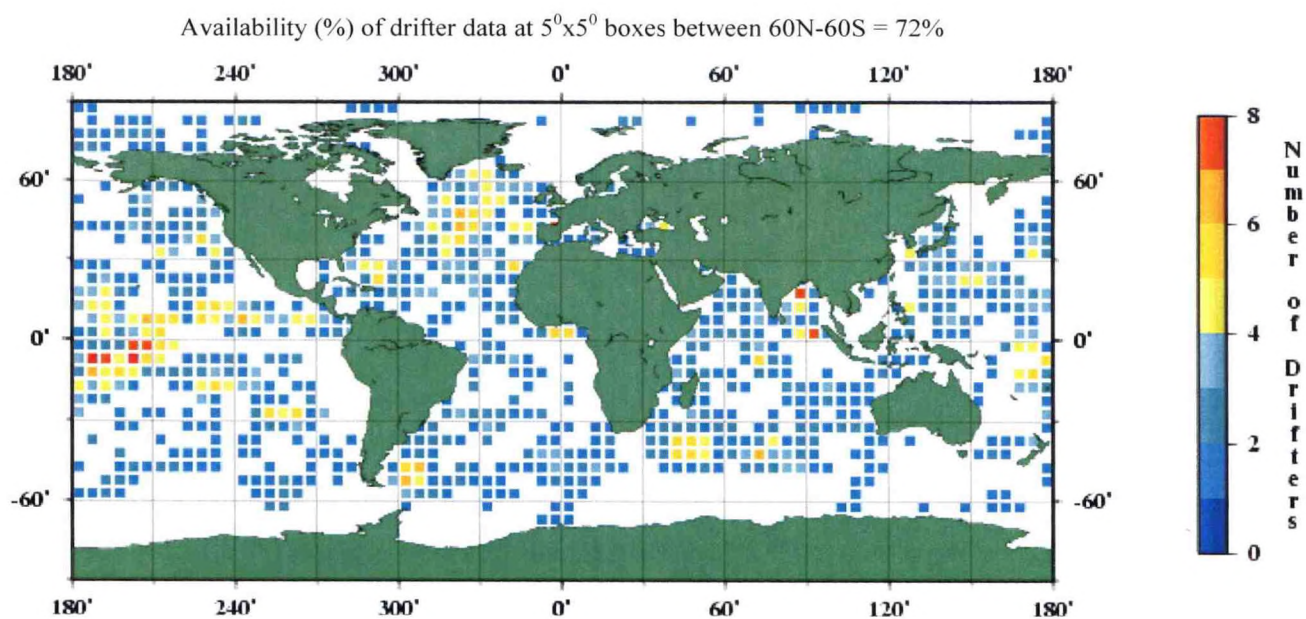 Availability (%) of drifter data at 5⁰x5⁰ boxes between 60N-60S = 72%
180˚ 240˚ 300˚ 0˚ 60˚ 120˚ 180˚
60˚ 60˚
0˚ 0˚
-60˚ -60˚
180˚ 240˚ 300˚ 0˚ 60˚ 120˚ 180˚
8
6
4
2
0
Number of Drifters